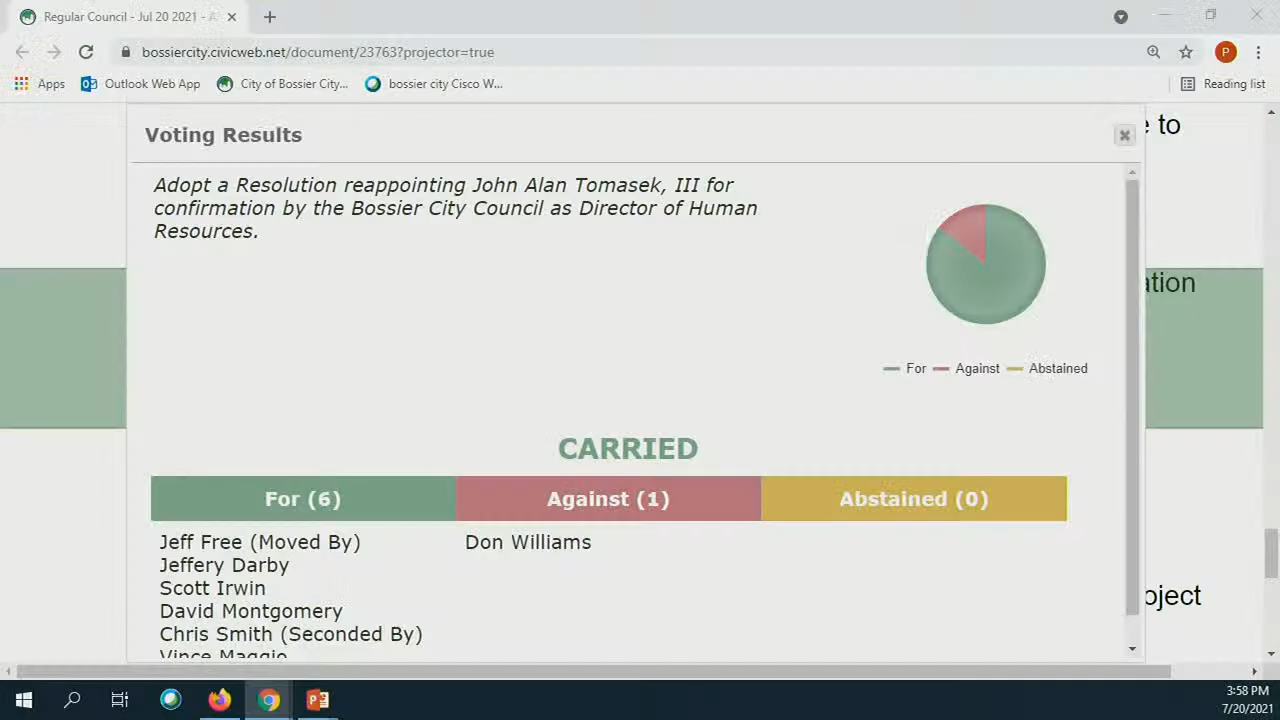 Regular Council - Jul 20 2021 - A
bossiercity.civicweb.net/document/23763?projector=true
P
Apps
Outlook Web App
City of Bossier City...
bossier city Cisco W...
Reading list
Voting Results
e to
Adopt a Resolution reappointing John Alan Tomasek, III for
confirmation by the Bossier City Council as Director of Human
Resources.
ation
For
Against
Abstained
CARRIED
For (6)
Against (1)
Abstained (0)
Jeff Free (Moved By)
Don Williams
Jeffery Darby
Scott Irwin
David Montgomery
oject
Chris Smith (Seconded By)
Vince Maggio
3:58 PM
7/20/2021